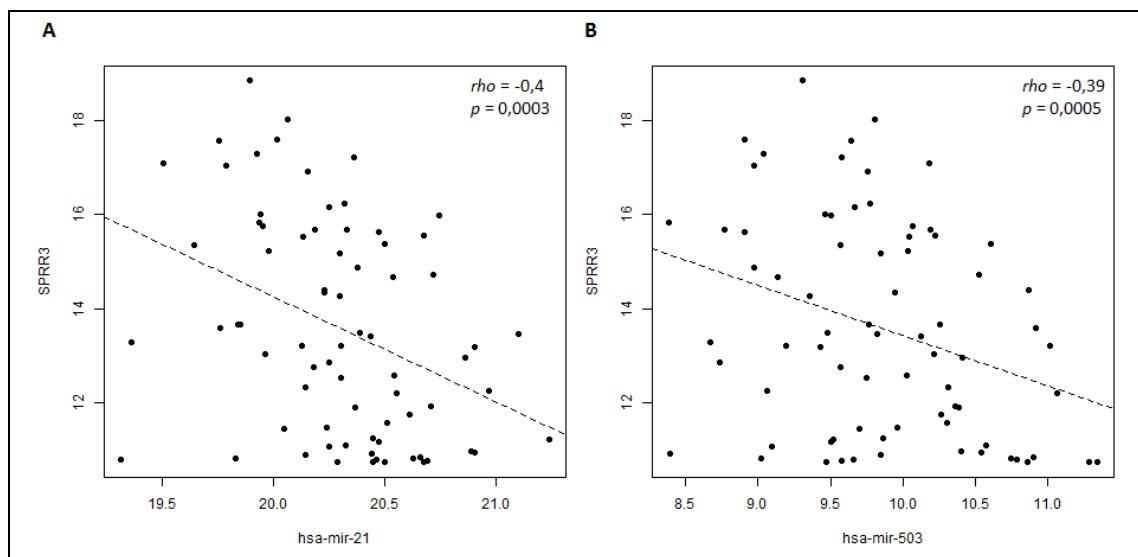 A
rho = -0,4
p = 0,0003
SPRR3
18
16
14
12
19.5 20.0 20.5 21.0
hsa-mir-21
B
rho = -0,39
p = 0,0005
SPRR3
18
16
14
12
8.5 9.0 9.5 10.0 10.5 11.0
hsa-mir-503